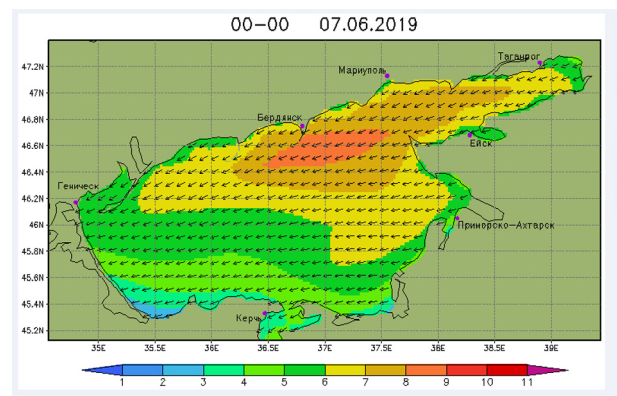 00-00 07.06.2019
47.2N
47N
46.8N
46.6N
46.4N
46.2N
46N
45.8N
45.6N
45.4N
45.2N
Таганрог
Мариуполь
Бердянск
Ейск
Геническ
Приморско-Ахтарск
Керчь
35E 35.5E 36E 36.5E 37E 37.5E 38E 38.5E 39E
1 2 3 4 5 6 7 8 9 10 11